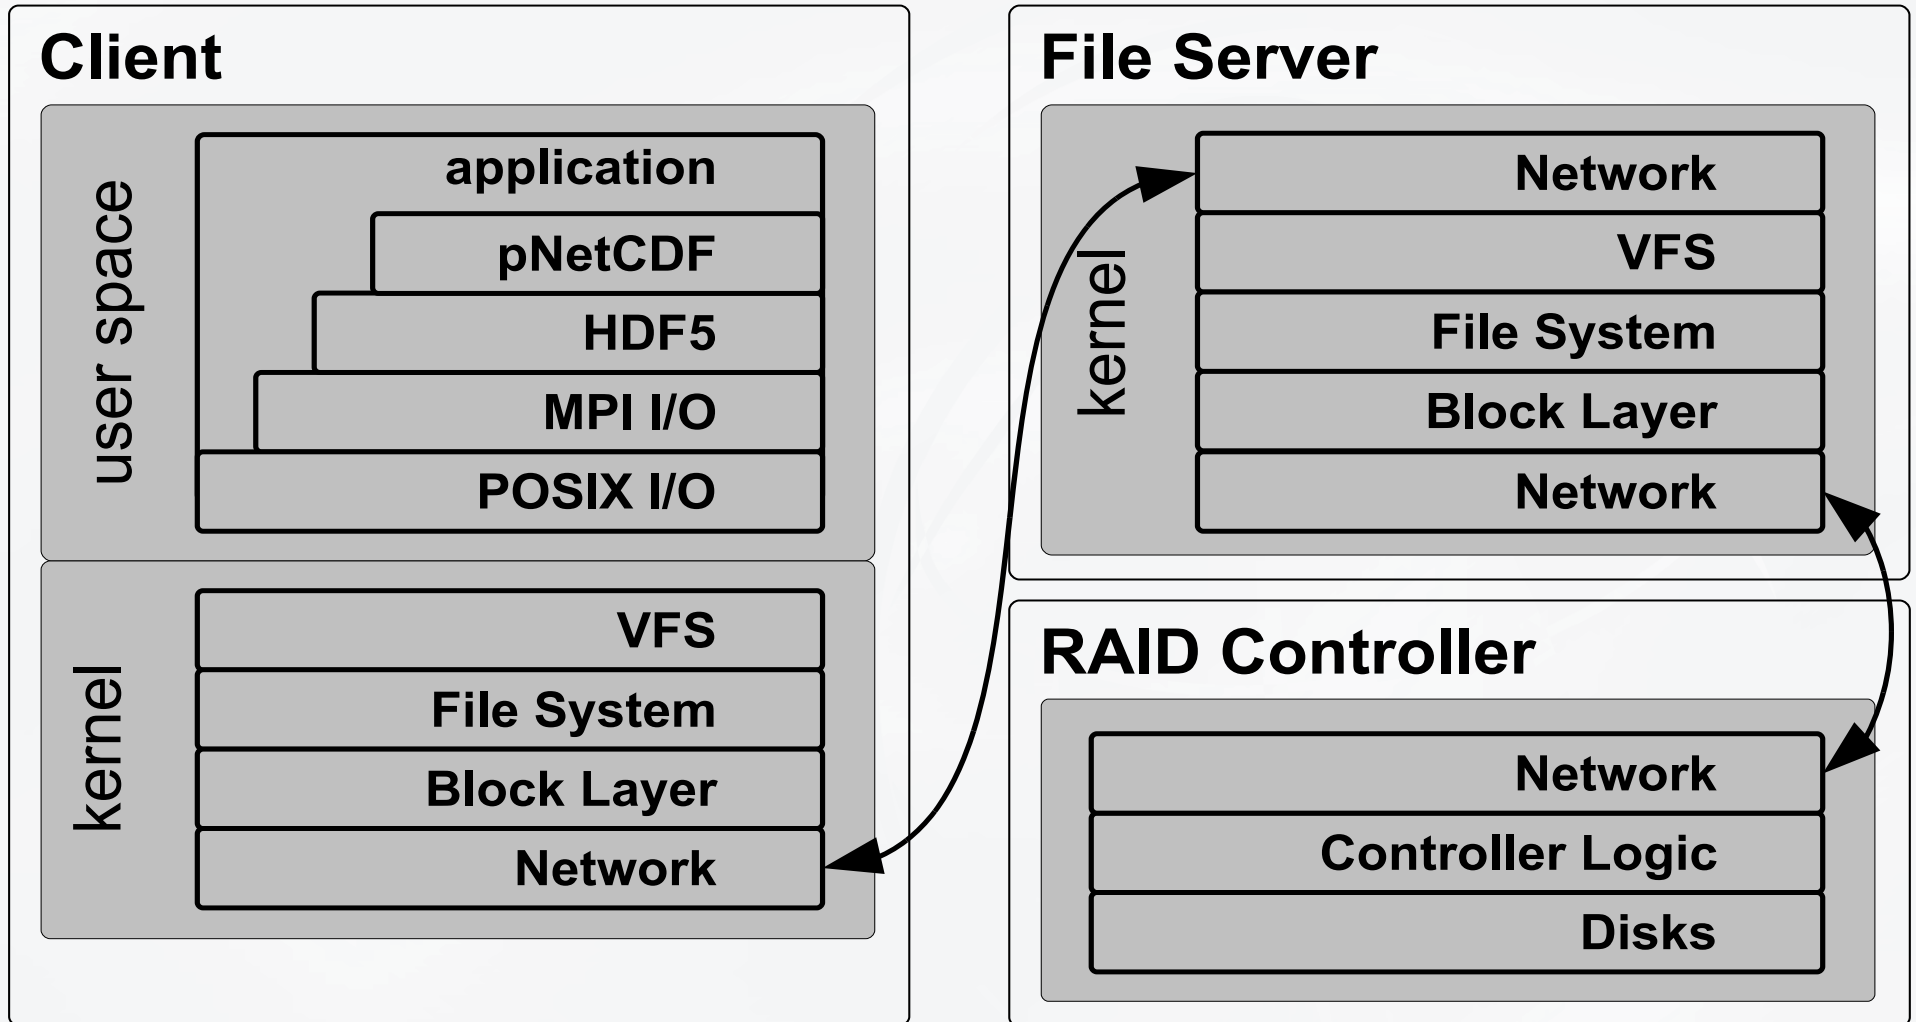 Client
user space
application
pNetCDF
HDF5
MPI I/O
POSIX I/O
kernel
VFS
File System
Block Layer
Network
File Server
kernel
Network
VFS
File System
Block Layer
Network
RAID Controller
Network
Controller Logic
Disks